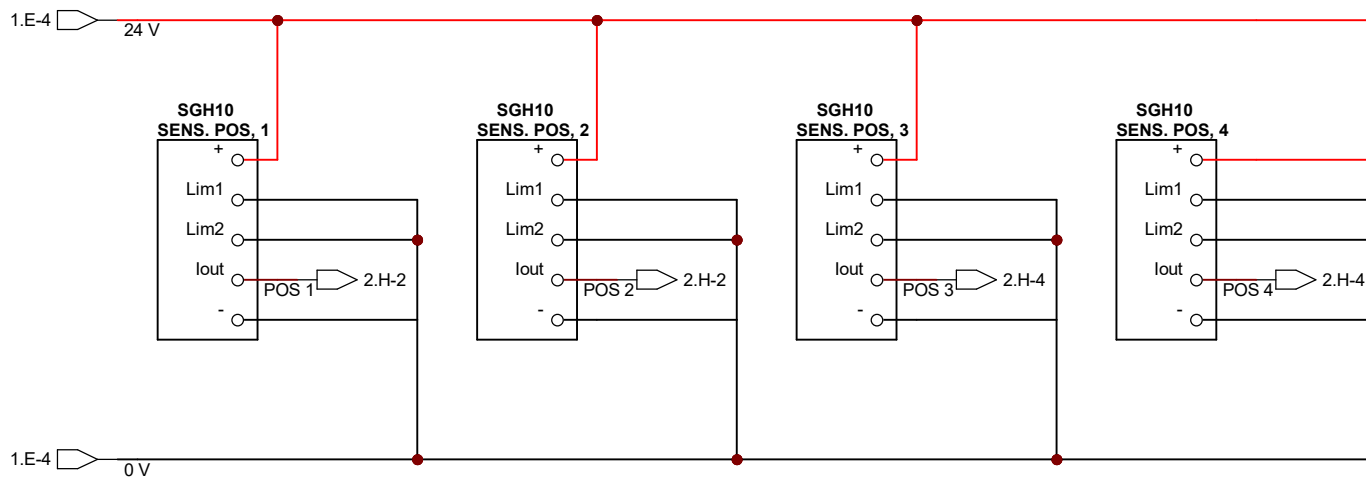 1.E-4
24 V
SGH10
SENS. POS, 1
+
Lim1
Lim2
Iout
-
POS 1
2.H-2
SGH10
SENS. POS, 2
+
Lim1
Lim2
Iout
-
POS 2
2.H-2
SGH10
SENS. POS, 3
+
Lim1
Lim2
Iout
-
POS 3
2.H-4
SGH10
SENS. POS, 4
+
Lim1
Lim2
Iout
-
POS 4
2.H-4
1.E-4
0 V